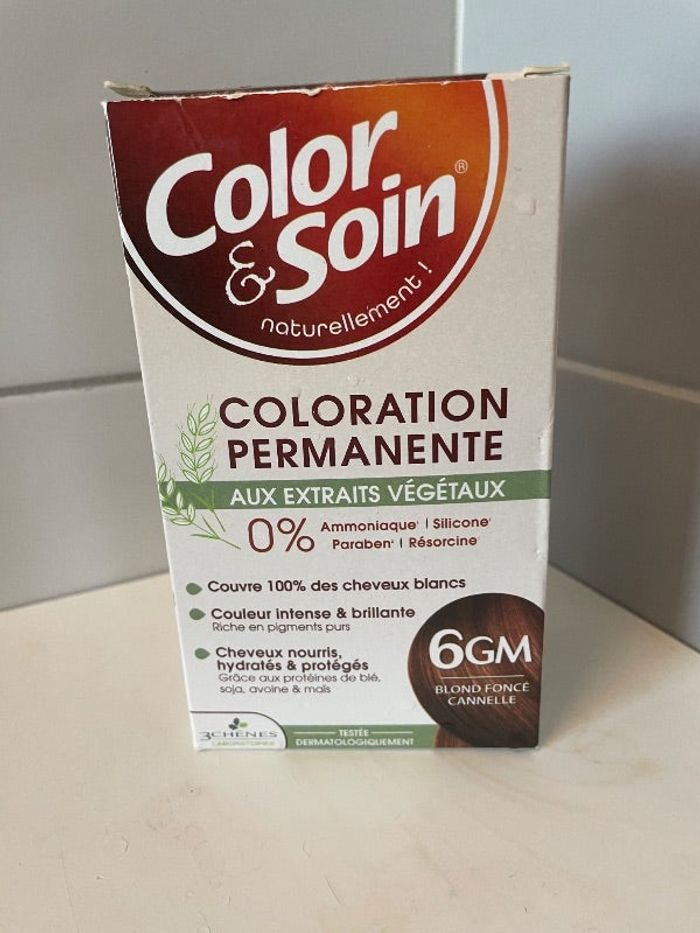 Color
& Soin®
naturellement !
COLORATION
PERMANENTE
AUX EXTRAITS VÉGÉTAUX
0% Ammoniaque | Silicone
Paraben | Résorcine
Couvre 100% des cheveux blancs
Couleur intense & brillante
Riche en pigments purs
Cheveux nourris,
hydratés & protégés
Grâce aux protéines de blé,
soja, avoine & maïs
6GM
BLOND FONCÉ
CANNELLE
3CHÊNES
LABORATOIRES
TESTÉE
DERMATOLOGIQUEMENT